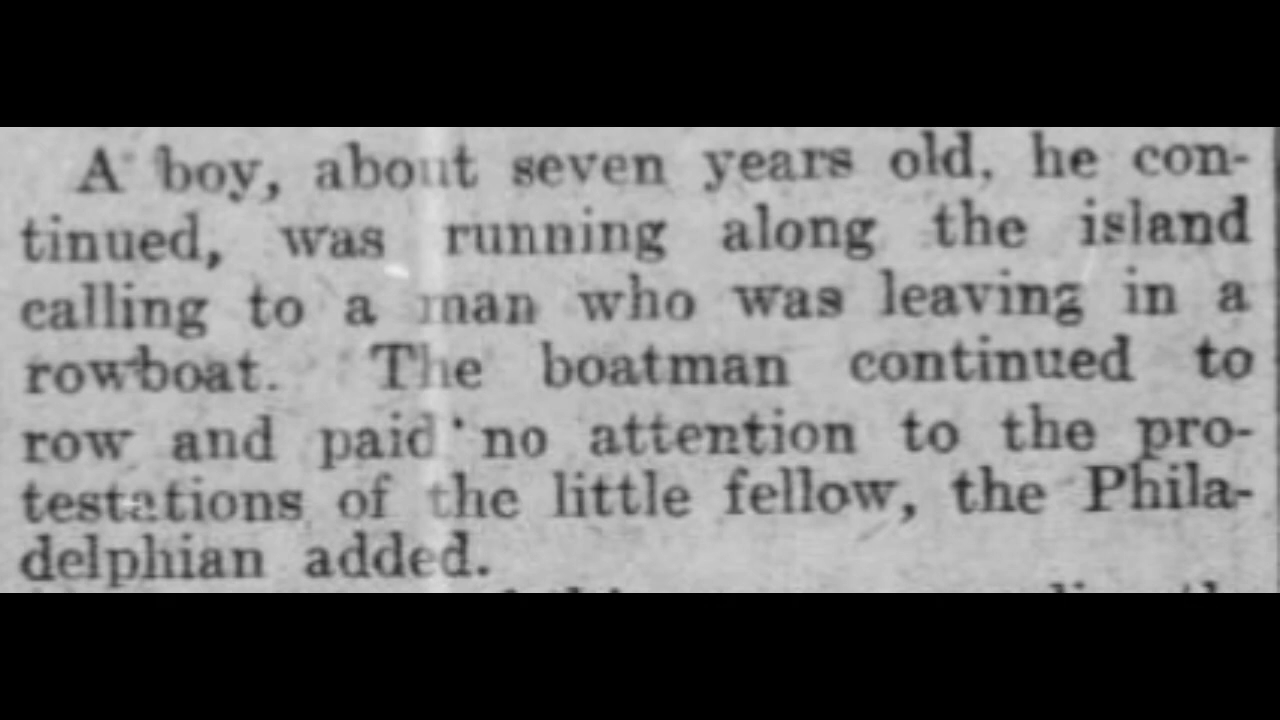 A boy, about seven years old, he con-
tinued, was running along the island
calling to a man who was leaving in a
rowboat. The boatman continued to
row and paid no attention to the pro-
testations of the little fellow, the Phila-
delphian added.